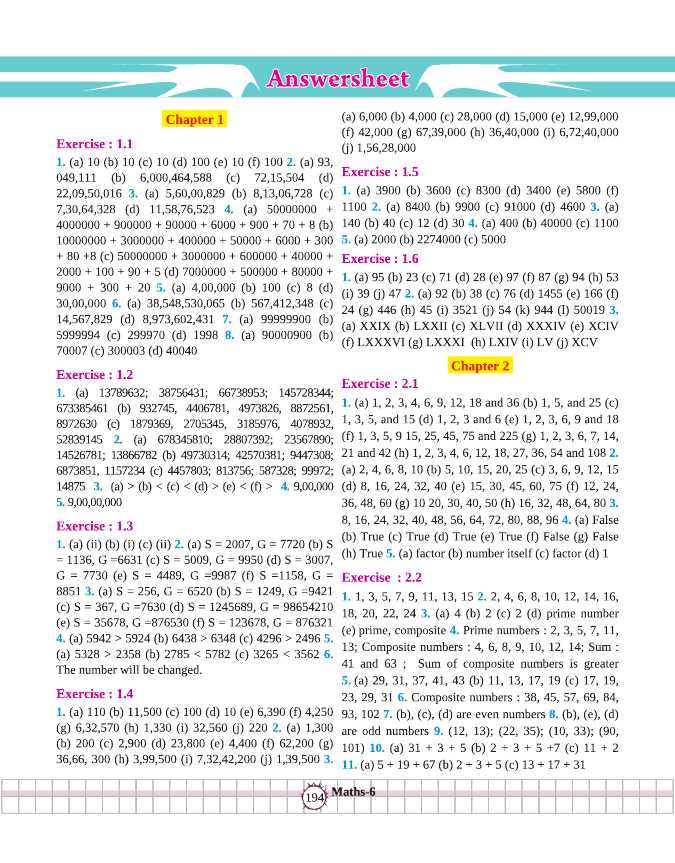 Answersheet
Chapter 1
Exercise : 1.1
1. (a) 10 (b) 10 (c) 10 (d) 100 (e) 10 (f) 100 2. (a) 93,
049,111 (b) 6,000,464,588 (c) 72,15,504 (d)
22,09,50,016 3. (a) 5,60,00,829 (b) 8,13,06,728 (c)
7,30,64,328 (d) 11,58,76,523 4. (a) 50000000 +
4000000 + 900000 + 90000 + 6000 + 900 + 70 + 8 (b)
10000000 + 3000000 + 400000 + 50000 + 6000 + 300
+ 80 +8 (c) 50000000 + 3000000 + 600000 + 40000 +
2000 + 100 + 90 + 5 (d) 7000000 + 500000 + 80000 +
9000 + 300 + 20 5. (a) 4,00,000 (b) 100 (c) 8 (d)
30,00,000 6. (a) 38,548,530,065 (b) 567,412,348 (c)
14,567,829 (d) 8,973,602,431 7. (a) 99999900 (b)
5999994 (c) 299970 (d) 1998 8. (a) 90000900 (b)
70007 (c) 300003 (d) 40040
Exercise : 1.2
1. (a) 13789632; 38756431; 66738953; 145728344;
673385461 (b) 932745, 4406781, 4973826, 8872561,
8972630 (c) 1879369, 2705345, 3185976, 4078932,
52839145 2. (a) 678345810; 28807392; 23567890;
14526781; 13866782 (b) 49730314; 42570381; 9447308;
6873851, 1157234 (c) 4457803; 813756; 587328; 99972;
14875 3. (a) > (b) < (c) < (d) > (e) < (f) > 4. 9,00,000
5. 9,00,00,000
Exercise : 1.3
1. (a) (ii) (b) (i) (c) (ii) 2. (a) S = 2007, G = 7720 (b) S
= 1136, G =6631 (c) S = 5009, G = 9950 (d) S = 3007,
G = 7730 (e) S = 4489, G =9987 (f) S =1158, G =
8851 3. (a) S = 256, G = 6520 (b) S = 1249, G =9421
(c) S = 367, G =7630 (d) S = 1245689, G = 98654210
(e) S = 35678, G =876530 (f) S = 123678, G = 876321
4. (a) 5942 > 5924 (b) 6438 > 6348 (c) 4296 > 2496 5.
(a) 5328 > 2358 (b) 2785 < 5782 (c) 3265 < 3562 6.
The number will be changed.
Exercise : 1.4
1. (a) 110 (b) 11,500 (c) 100 (d) 10 (e) 6,390 (f) 4,250
(g) 6,32,570 (h) 1,330 (i) 32,560 (j) 220 2. (a) 1,300
(b) 200 (c) 2,900 (d) 23,800 (e) 4,400 (f) 62,200 (g)
36,66, 300 (h) 3,99,500 (i) 7,32,42,200 (j) 1,39,500 3.
(a) 6,000 (b) 4,000 (c) 28,000 (d) 15,000 (e) 12,99,000
(f) 42,000 (g) 67,39,000 (h) 36,40,000 (i) 6,72,40,000
(j) 1,56,28,000
Exercise : 1.5
1. (a) 3900 (b) 3600 (c) 8300 (d) 3400 (e) 5800 (f)
1100 2. (a) 8400 (b) 9900 (c) 91000 (d) 4600 3. (a)
140 (b) 40 (c) 12 (d) 30 4. (a) 400 (b) 40000 (c) 1100
5. (a) 2000 (b) 2274000 (c) 5000
Exercise : 1.6
1. (a) 95 (b) 23 (c) 71 (d) 28 (e) 97 (f) 87 (g) 94 (h) 53
(i) 39 (j) 47 2. (a) 92 (b) 38 (c) 76 (d) 1455 (e) 166 (f)
24 (g) 446 (h) 45 (i) 3521 (j) 54 (k) 944 (l) 50019 3.
(a) XXIX (b) LXXII (c) XLVII (d) XXXIV (e) XCIV
(f) LXXXVI (g) LXXXI (h) LXIV (i) LV (j) XCV
Chapter 2
Exercise : 2.1
1. (a) 1, 2, 3, 4, 6, 9, 12, 18 and 36 (b) 1, 5, and 25 (c)
1, 3, 5, and 15 (d) 1, 2, 3 and 6 (e) 1, 2, 3, 6, 9 and 18
(f) 1, 3, 5, 9 15, 25, 45, 75 and 225 (g) 1, 2, 3, 6, 7, 14,
21 and 42 (h) 1, 2, 3, 4, 6, 12, 18, 27, 36, 54 and 108 2.
(a) 2, 4, 6, 8, 10 (b) 5, 10, 15, 20, 25 (c) 3, 6, 9, 12, 15
(d) 8, 16, 24, 32, 40 (e) 15, 30, 45, 60, 75 (f) 12, 24,
36, 48, 60 (g) 10 20, 30, 40, 50 (h) 16, 32, 48, 64, 80 3.
8, 16, 24, 32, 40, 48, 56, 64, 72, 80, 88, 96 4. (a) False
(b) True (c) True (d) True (e) True (f) False (g) False
(h) True 5. (a) factor (b) number itself (c) factor (d) 1
Exercise : 2.2
1. 1, 3, 5, 7, 9, 11, 13, 15 2. 2, 4, 6, 8, 10, 12, 14, 16,
18, 20, 22, 24 3. (a) 4 (b) 2 (c) 2 (d) prime number
(e) prime, composite 4. Prime numbers : 2, 3, 5, 7, 11,
13; Composite numbers : 4, 6, 8, 9, 10, 12, 14; Sum :
41 and 63 ; Sum of composite numbers is greater
5. (a) 29, 31, 37, 41, 43 (b) 11, 13, 17, 19 (c) 17, 19,
23, 29, 31 6. Composite numbers : 38, 45, 57, 69, 84,
93, 102 7. (b), (c), (d) are even numbers 8. (b), (e), (d)
are odd numbers 9. (12, 13); (22, 35); (10, 33); (90,
101) 10. (a) 31 + 3 + 5 (b) 2 + 3 + 5 +7 (c) 11 + 2
11. (a) 5 + 19 + 67 (b) 2 + 3 + 5 (c) 13 + 17 + 31
194 Maths-6